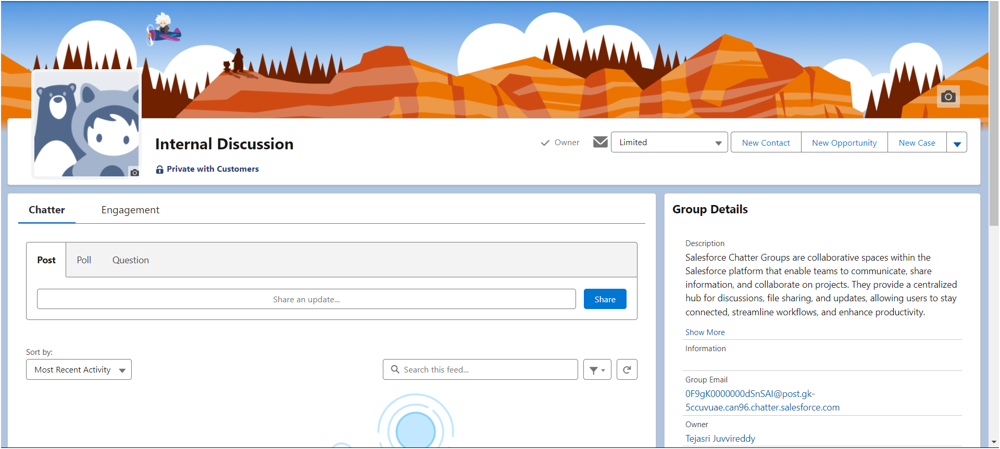 Internal Discussion
Private with Customers
Owner
Limited
New Contact
New Opportunity
New Case
Chatter
Engagement
Post
Poll
Question
Share an update...
Share
Sort by:
Most Recent Activity
Search this feed...
Group Details
Description
Salesforce Chatter Groups are collaborative spaces within the
Salesforce platform that enable teams to communicate, share
information, and collaborate on projects. They provide a centralized
hub for discussions, file sharing, and updates, allowing users to stay
connected, streamline workflows, and enhance productivity.
Show More
Information
Group Email
0F9gK0000000dSnSAI@post.gk-
5ccuvuae.can96.chatter.salesforce.com
Owner
Tejasri Juvvireddy